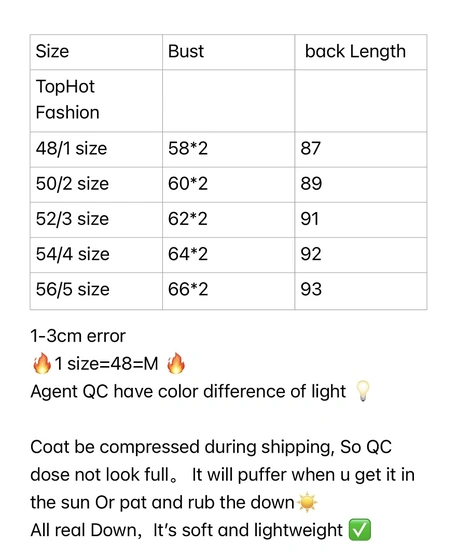 Size Bust back Length
TopHot
Fashion
48/1 size 58*2 87
50/2 size 60*2 89
52/3 size 62*2 91
54/4 size 64*2 92
56/5 size 66*2 93
1-3cm error
🔥1 size=48=M 🔥
Agent QC have color difference of light 💡
Coat be compressed during shipping, So QC
dose not look full。 It will puffer when u get it in
the sun Or pat and rub the down☀️
All real Down，It’s soft and lightweight ✅